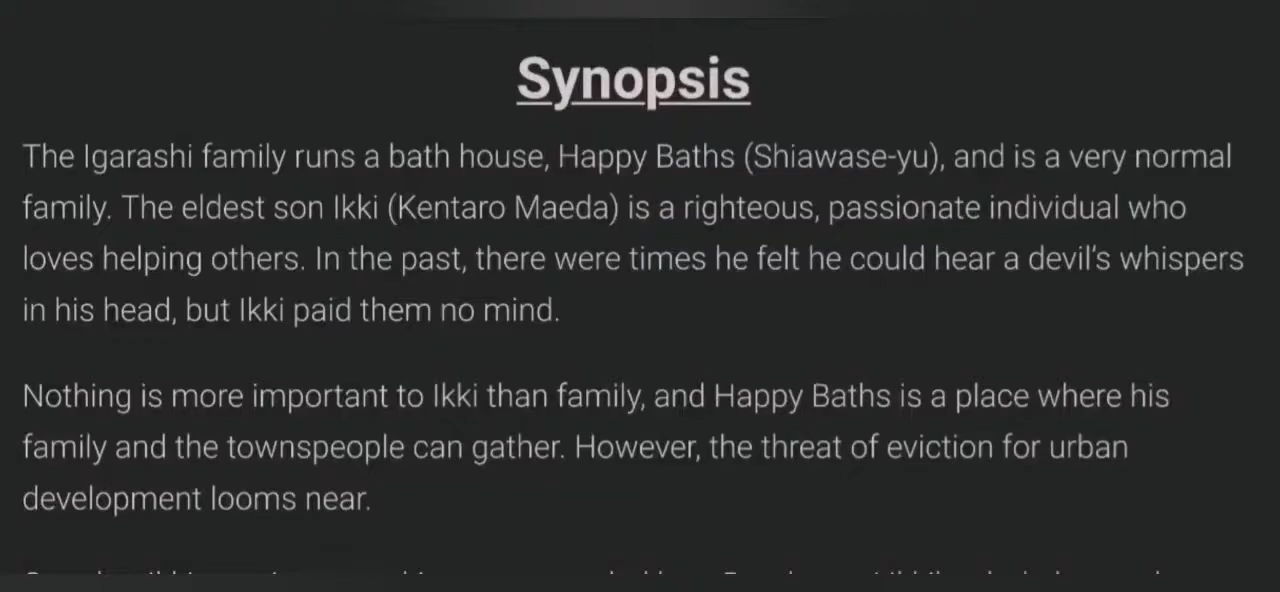 Synopsis
The Igarashi family runs a bath house, Happy Baths (Shiawase-yu), and is a very normal
family. The eldest son Ikki (Kentaro Maeda) is a righteous, passionate individual who
loves helping others. In the past, there were times he felt he could hear a devil's whispers
in his head, but Ikki paid them no mind.
Nothing is more important to Ikki than family, and Happy Baths is a place where his
family and the townspeople can gather. However, the threat of eviction for urban
development looms near.